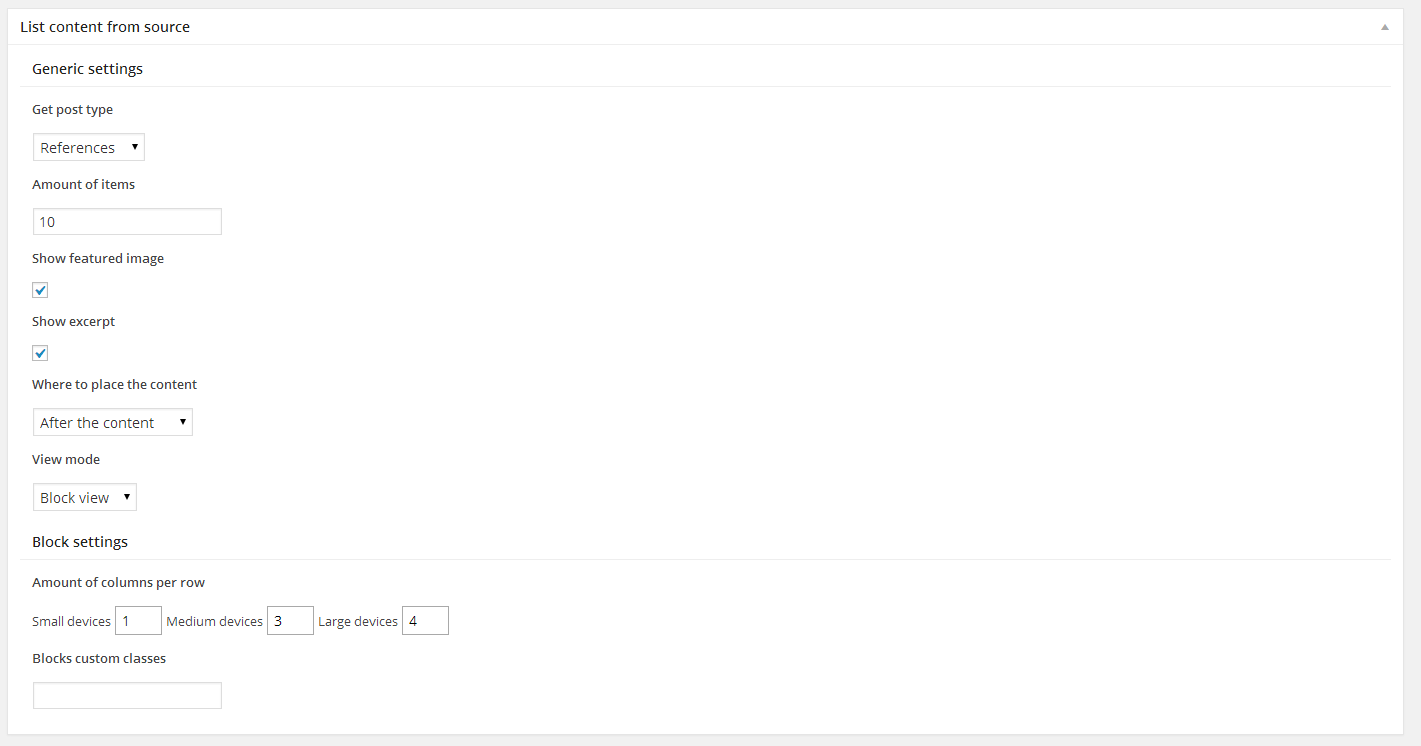 List content from source
Generic settings
Get post type
References
Amount of items
10
Show featured image
Show excerpt
Where to place the content
After the content
View mode
Block view
Block settings
Amount of columns per row
Small devices 1 Medium devices 3 Large devices 4
Blocks custom classes